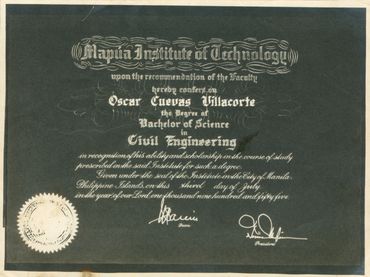 Mapúa Institute of Technology
upon the recommendation of the Faculty
hereby confers on
Oscar Cuevas Villacorte
the Degree of
Bachelor of Science
in
Civil Engineering
in recognition of his ability and scholarship in the course of study
prescribed in the said Institute for such a degree.
Given under the seal of the Institute in the City of Manila
Philippine Islands, on this third day of July
in the year of our Lord, one thousand nine hundred and fifty five
Dean
President